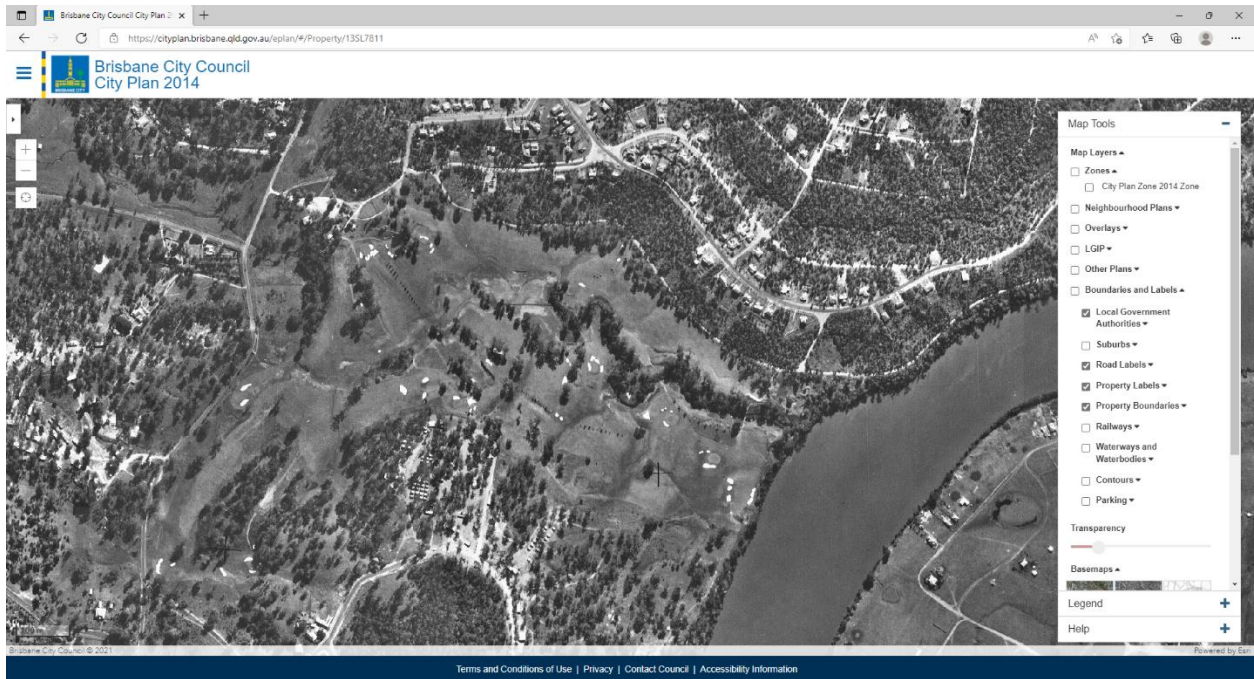 Brisbane City Council City Plan 2
https://cityplan.brisbane.qld.gov.au/eplan/#/Property/13SL7811
Brisbane City Council
City Plan 2014
BRISBANE CITY
Map Tools
Map Layers
Zones
City Plan Zone 2014 Zone
Neighbourhood Plans
Overlays
LGIP
Other Plans
Boundaries and Labels
Local Government
Authorities
Suburbs
Road Labels
Property Labels
Property Boundaries
Railways
Waterways and
Waterbodies
Contours
Parking
Transparency
Basemaps
Legend
Help
Brisbane City Council © 2021
Powered by Esri
Terms and Conditions of Use | Privacy | Contact Council | Accessibility Information